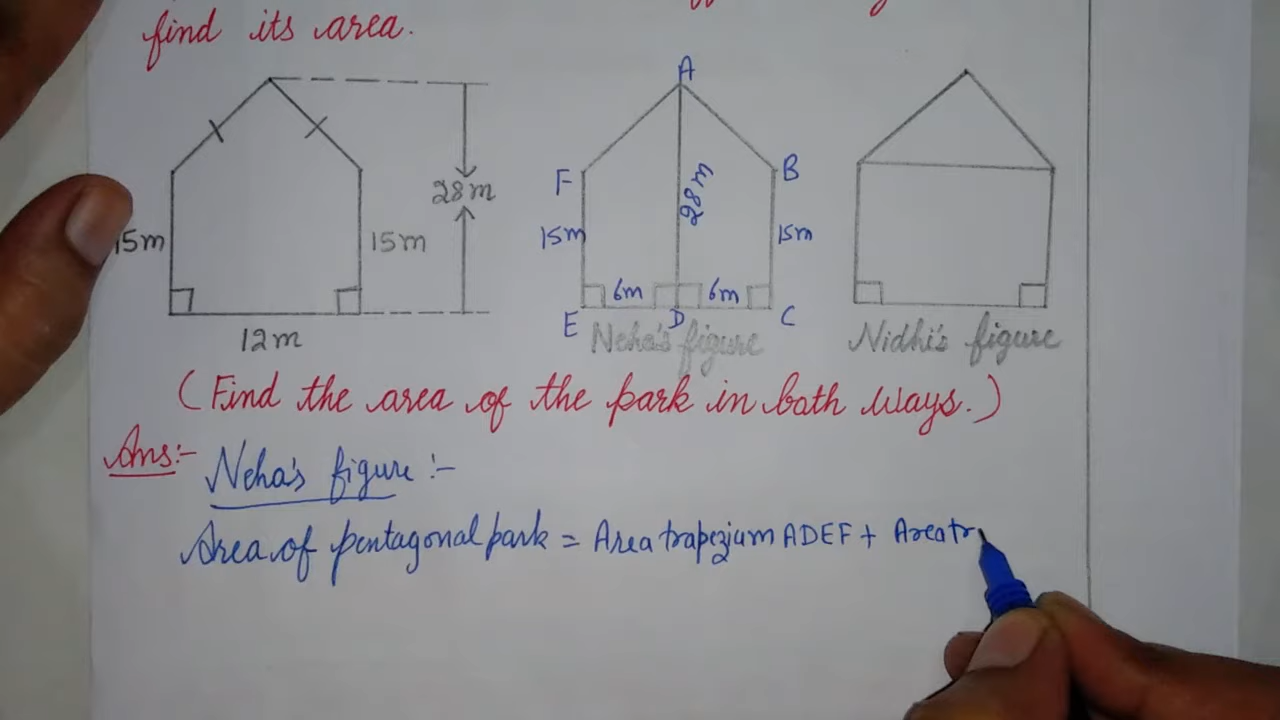 find its area.
A
F
B
28m
28m
15m
15m
15m
15m
6m
6m
E
D
C
12m
Neha's figure
Nidhi's figure
(Find the area of the park in both ways.)
Ans:-
Neha's figure :-
Area of pentagonal park = Area trapezium ADEF + Area tr